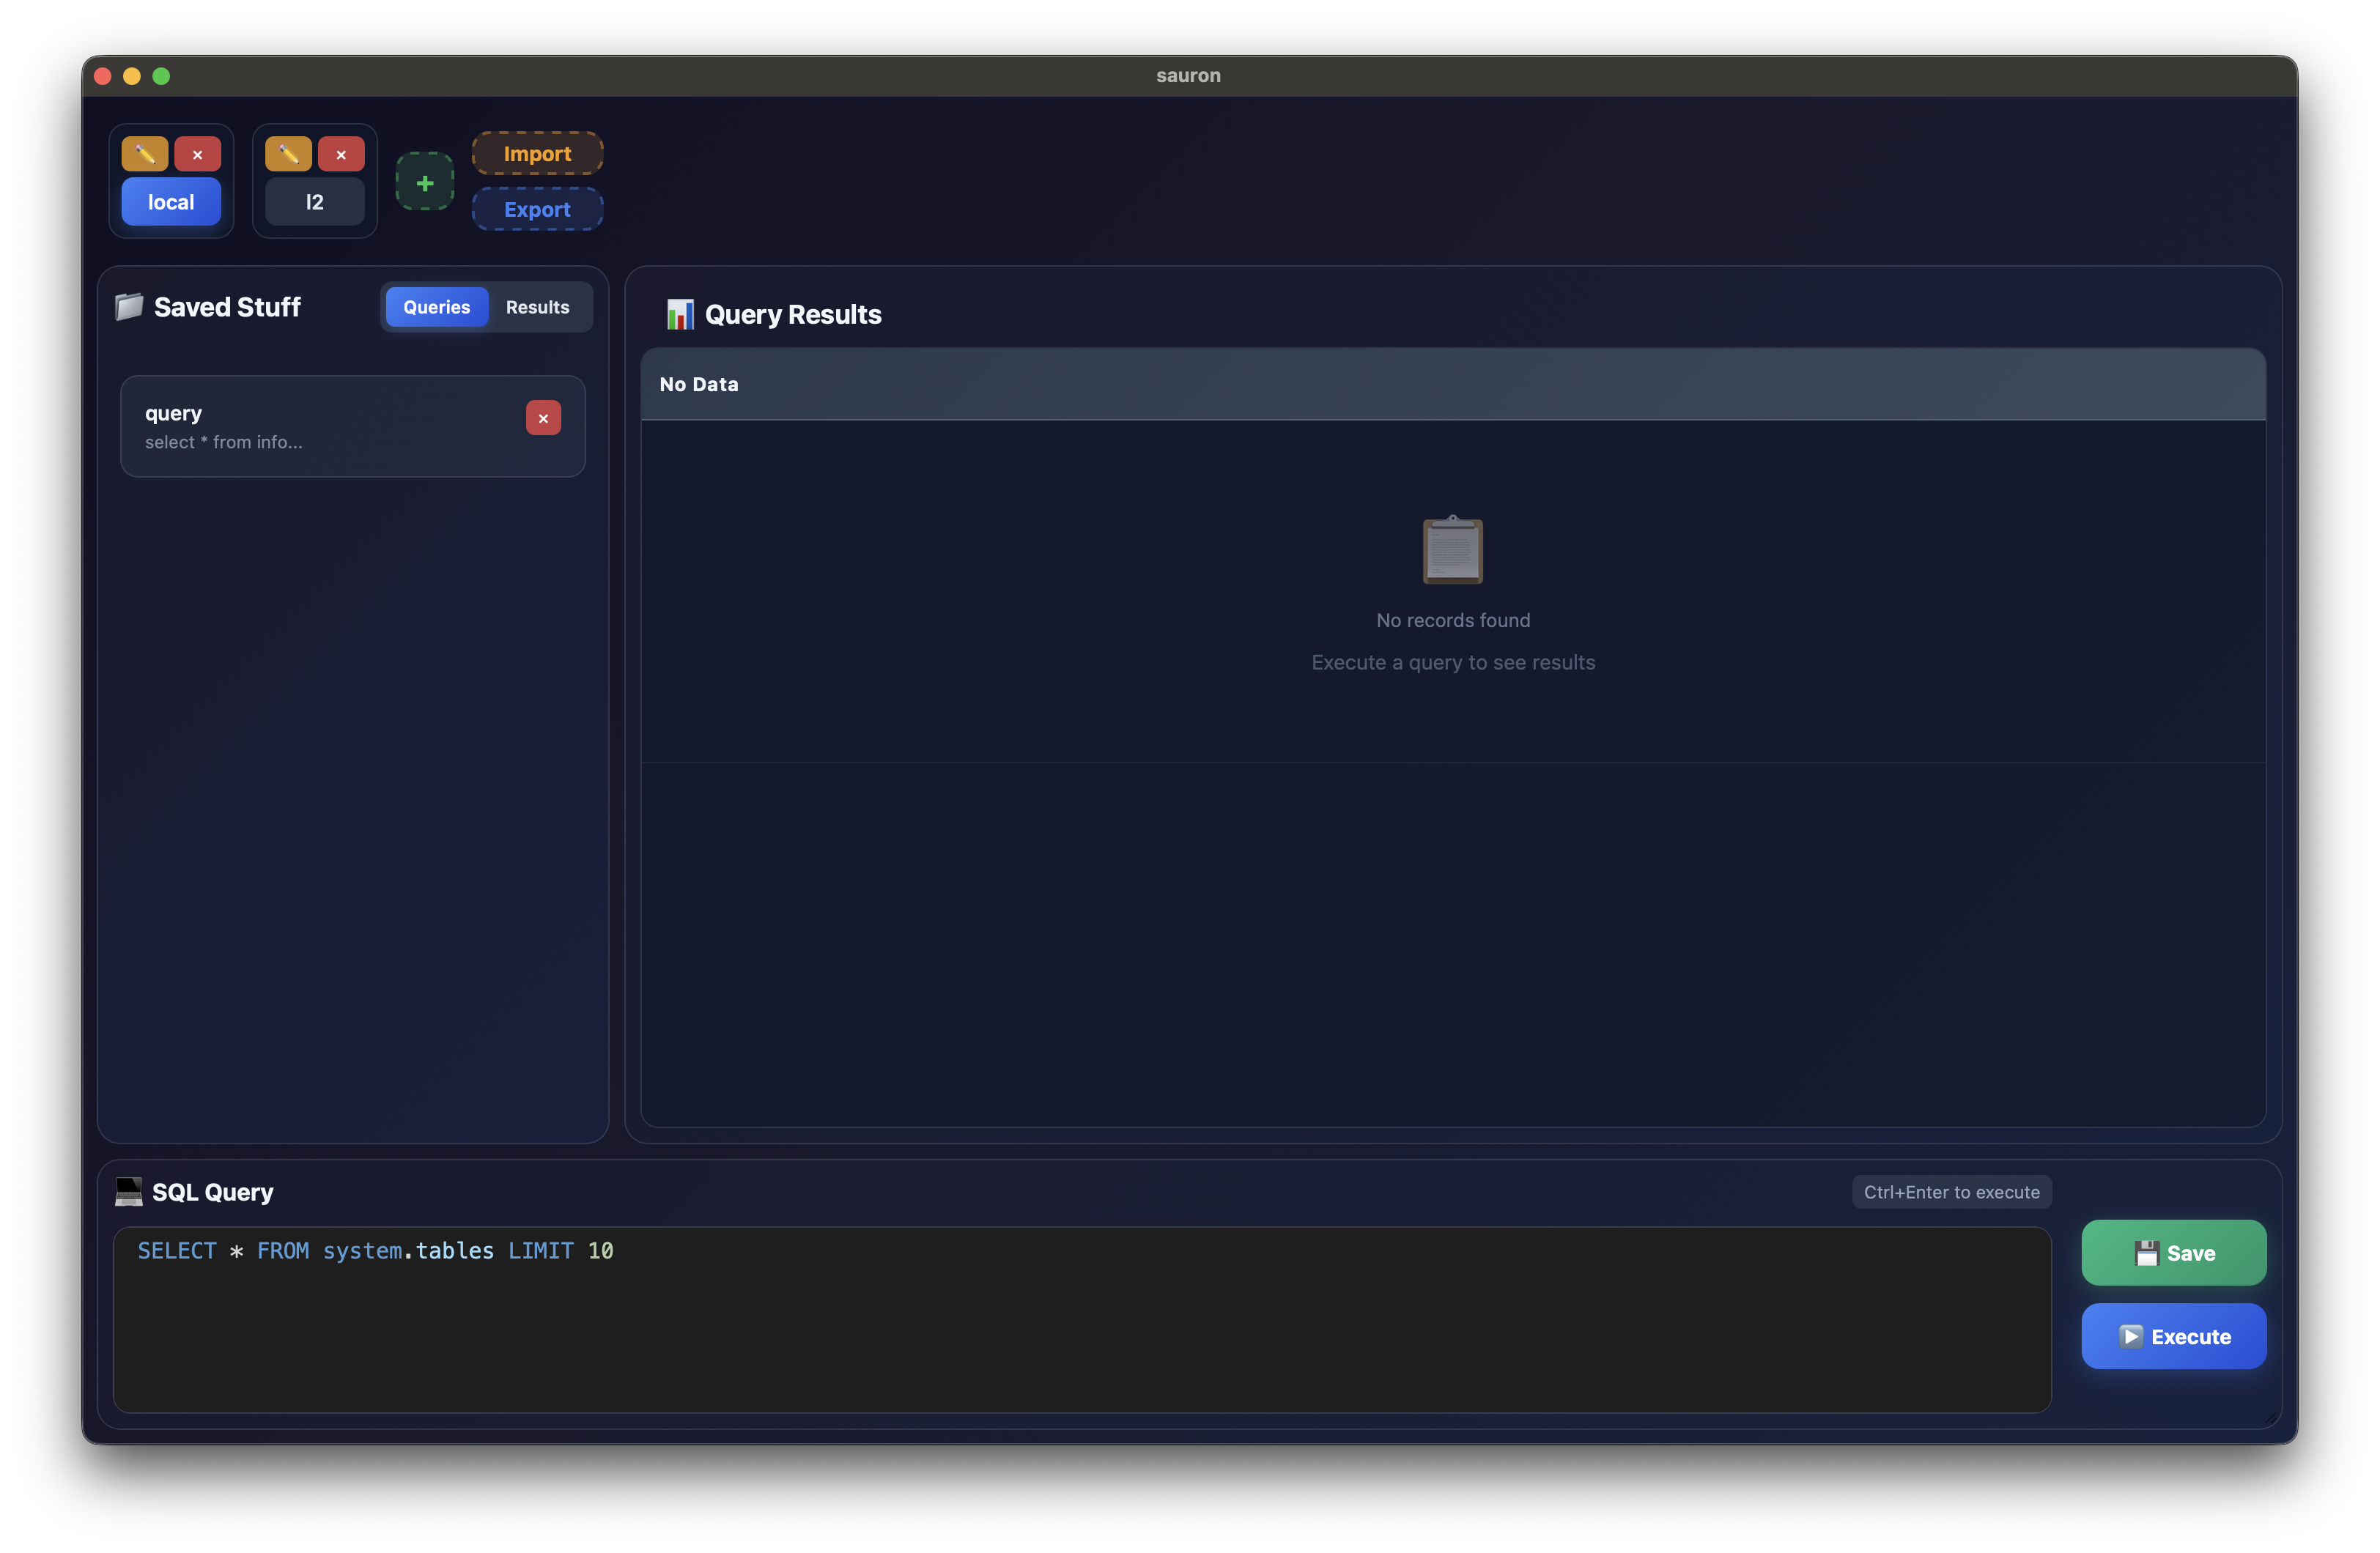 sauron
local
l2
+
Import
Export
Saved Stuff
Queries
Results
query
select * from info...
Query Results
No Data
No records found
Execute a query to see results
SQL Query
Ctrl+Enter to execute
SELECT * FROM system.tables LIMIT 10
Save
Execute